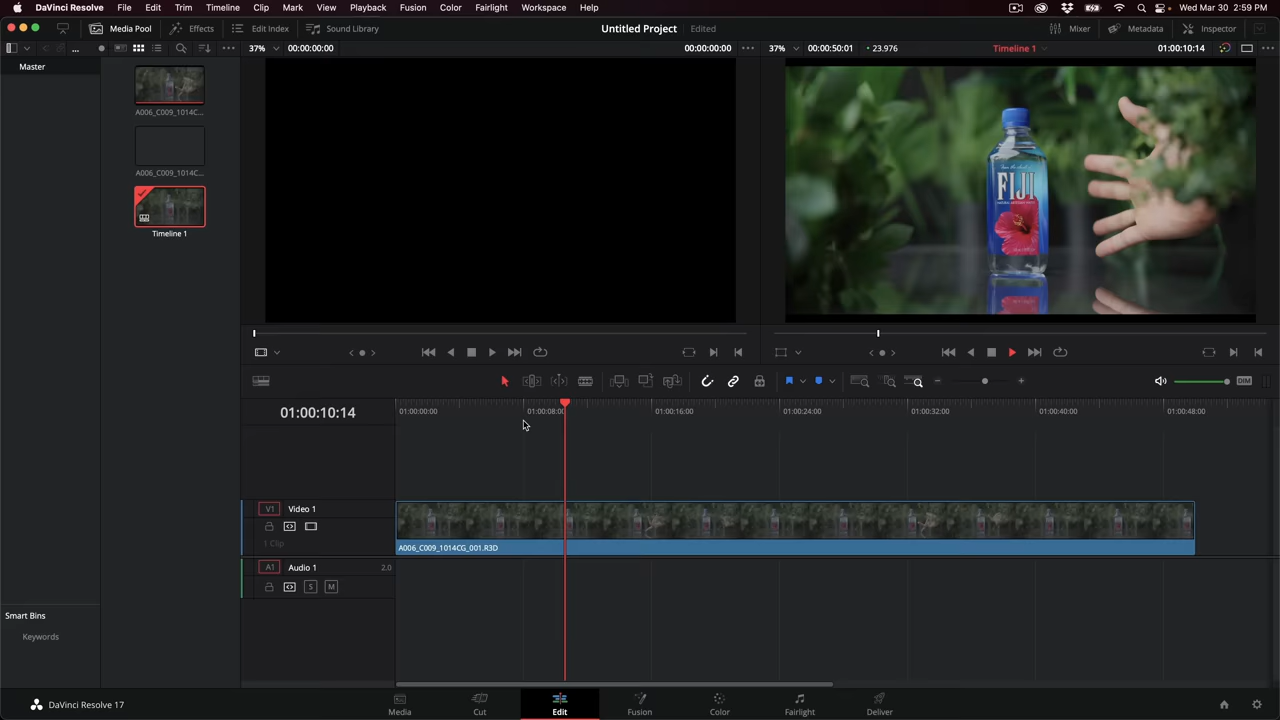 DaVinci Resolve File Edit Trim Timeline Clip Mark View Playback Fusion Color Fairlight Workspace Help Wed Mar 30 2:59 PM
Media Pool Effects Edit Index Sound Library Untitled Project Edited Mixer Metadata Inspector
... 37% 00:00:00:00 00:00:00:00 37% 00:00:50:01 23.976 Timeline 1 01:00:10:14
Master
A006_C009_1014C...
A006_C009_1014C...
Timeline 1
FIJI
DIM
01:00:10:14
01:00:00:00 01:00:08:0 01:00:16:00 01:00:24:00 01:00:32:00 01:00:40:00 01:00:48:00
V1 Video 1
1 Clip
A006_C009_1014CG_001.R3D
A1 Audio 1 2.0
S M
Smart Bins
Keywords
DaVinci Resolve 17
Media Cut Edit Fusion Color Fairlight Deliver